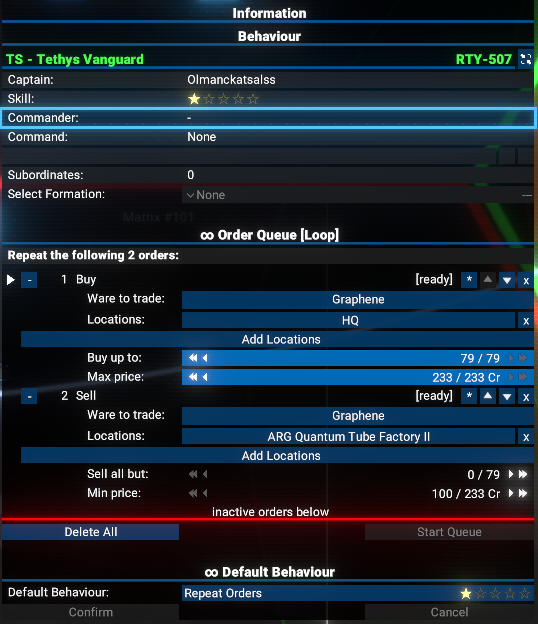 Information
Behaviour
TS - Tethys Vanguard RTY-507
Captain: Olmanckatsalss
Skill: ★☆☆☆☆
Commander: -
Command: None
Subordinates: 0
Select Formation: None ---
Matrix #101
∞ Order Queue [Loop]
Repeat the following 2 orders:
- 1 Buy [ready] * x
Ware to trade: Graphene
Locations: HQ x
Add Locations
Buy up to: 79 / 79
Max price: 233 / 233 Cr
- 2 Sell [ready] * x
Ware to trade: Graphene
Locations: ARG Quantum Tube Factory II x
Add Locations
Sell all but: 0 / 79
Min price: 100 / 233 Cr
inactive orders below
Delete All Start Queue
∞ Default Behaviour
Default Behaviour: Repeat Orders ★☆☆☆☆
Confirm Cancel